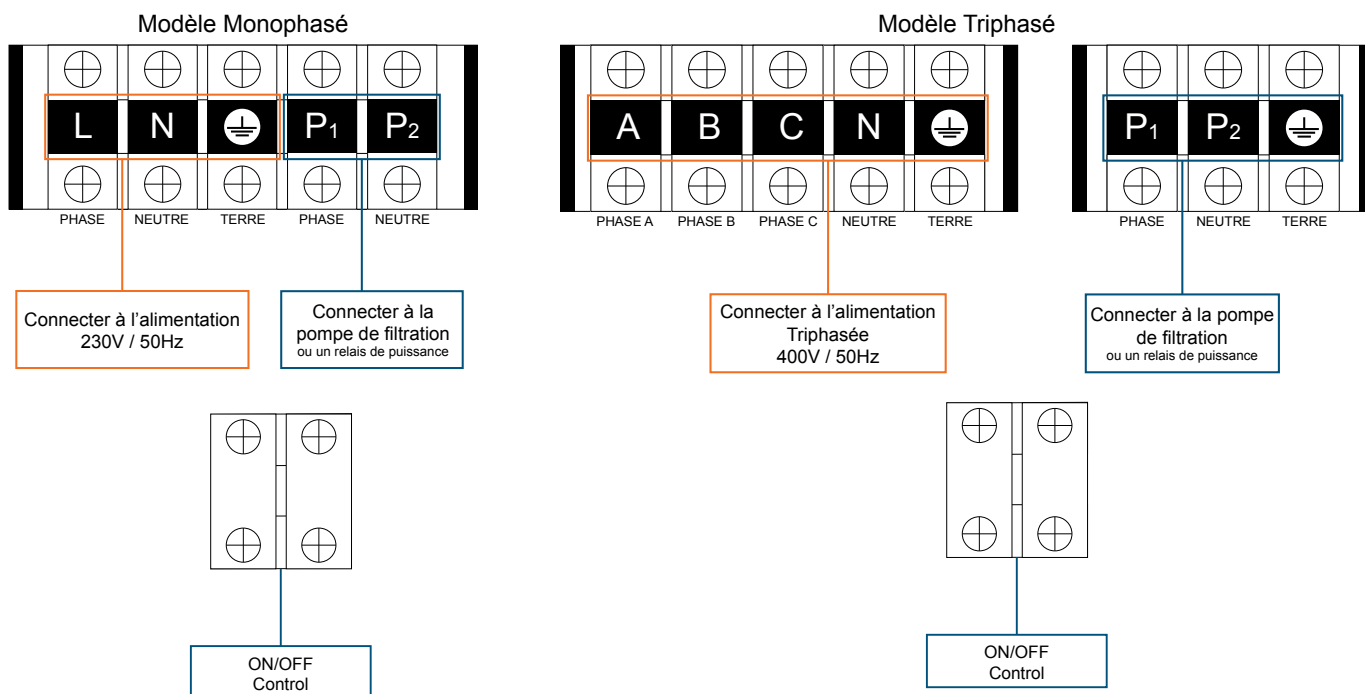 Modèle Monophasé
L N P1 P2
PHASE NEUTRE TERRE PHASE NEUTRE
Connecter à l'alimentation
230V / 50Hz
Connecter à la
pompe de filtration
ou un relais de puissance
ON/OFF
Control
Modèle Triphasé
A B C N
PHASE A PHASE B PHASE C NEUTRE TERRE
P1 P2
PHASE NEUTRE TERRE
Connecter à l'alimentation
Triphasée
400V / 50Hz
Connecter à la pompe
de filtration
ou un relais de puissance
ON/OFF
Control